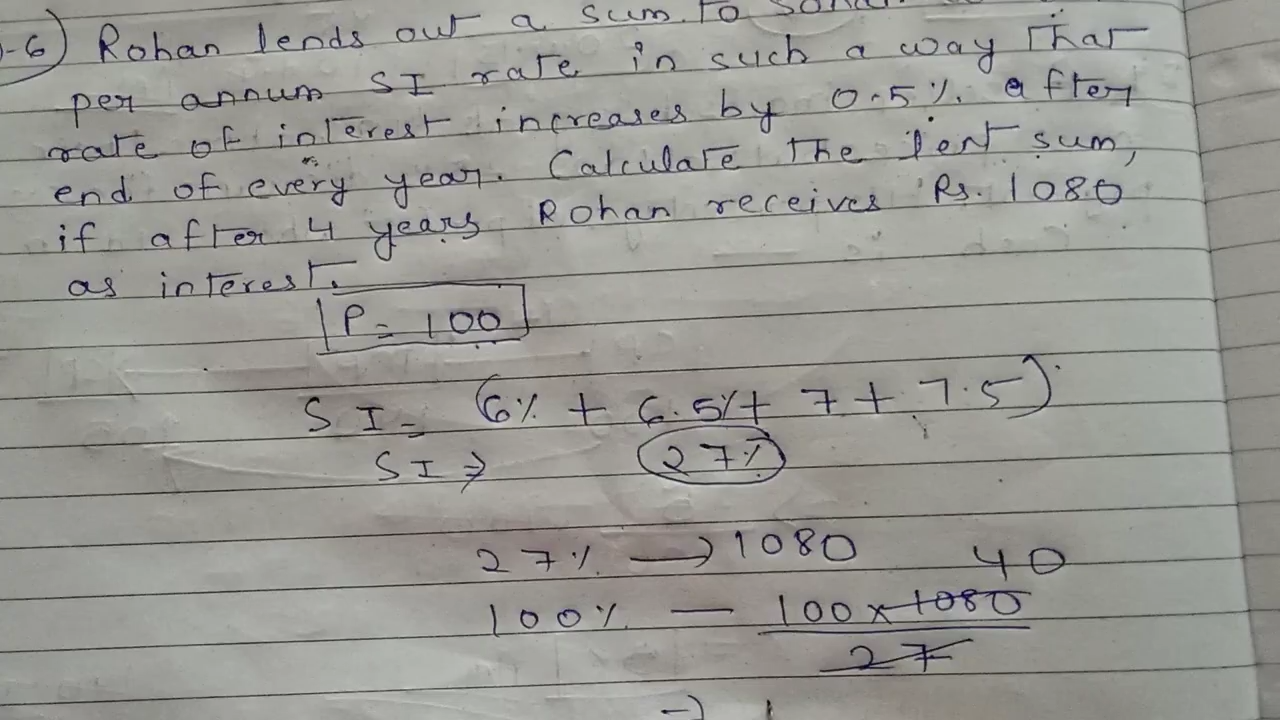 -6) Rohan lends out a sum to
per annum SI rate in such a way that
rate of interest increases by 0.5%. after
end of every year. Calculate the lent sum,
if after 4 years Rohan receives Rs. 1080
as interest.
P = 100
SI = (6% + 6.5% + 7 + 7.5)
SI ⇒ 27%
27% → 1080 40
100% — 100 x 1080
27
→